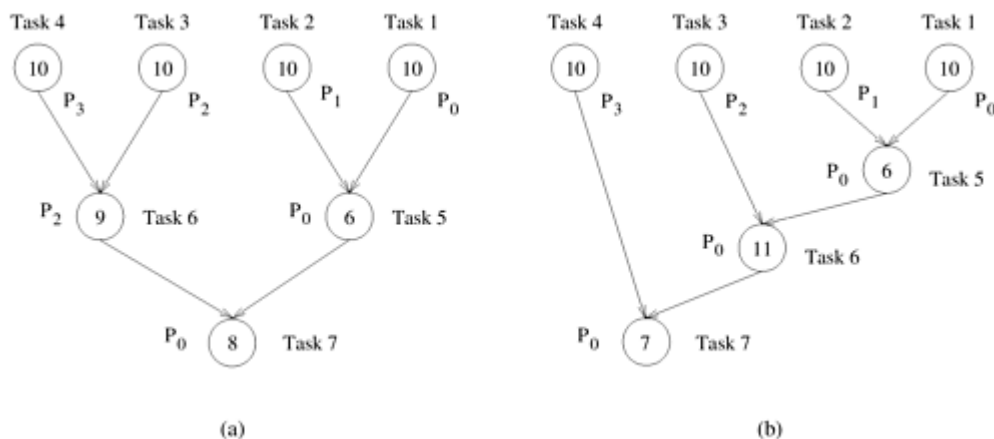 Task 4 Task 3 Task 2 Task 1 Task 4 Task 3 Task 2 Task 1
10 10 10 10 10 10 10 10
P3 P2 P1 P0 P3 P2 P1 P0
P2 9 Task 6 P0 6 Task 5 P0 6 Task 5
P0 11 Task 6
P0 8 Task 7 P0 7 Task 7
(a) (b)